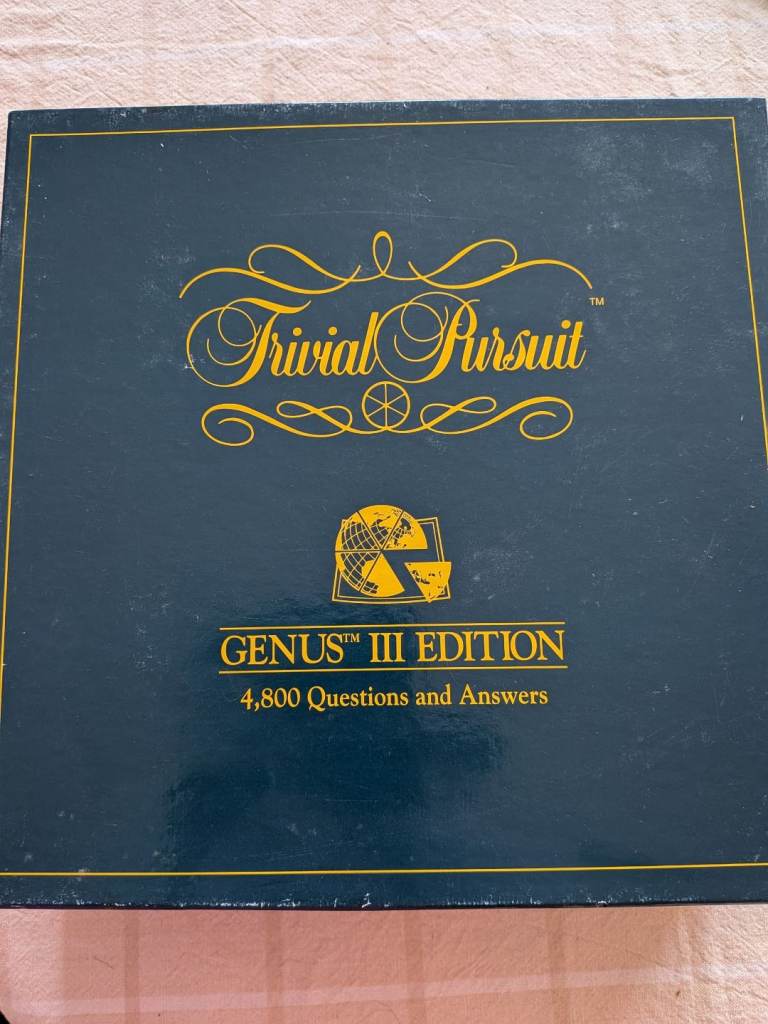 Trivial Pursuit™
GENUS™ III EDITION
4,800 Questions and Answers